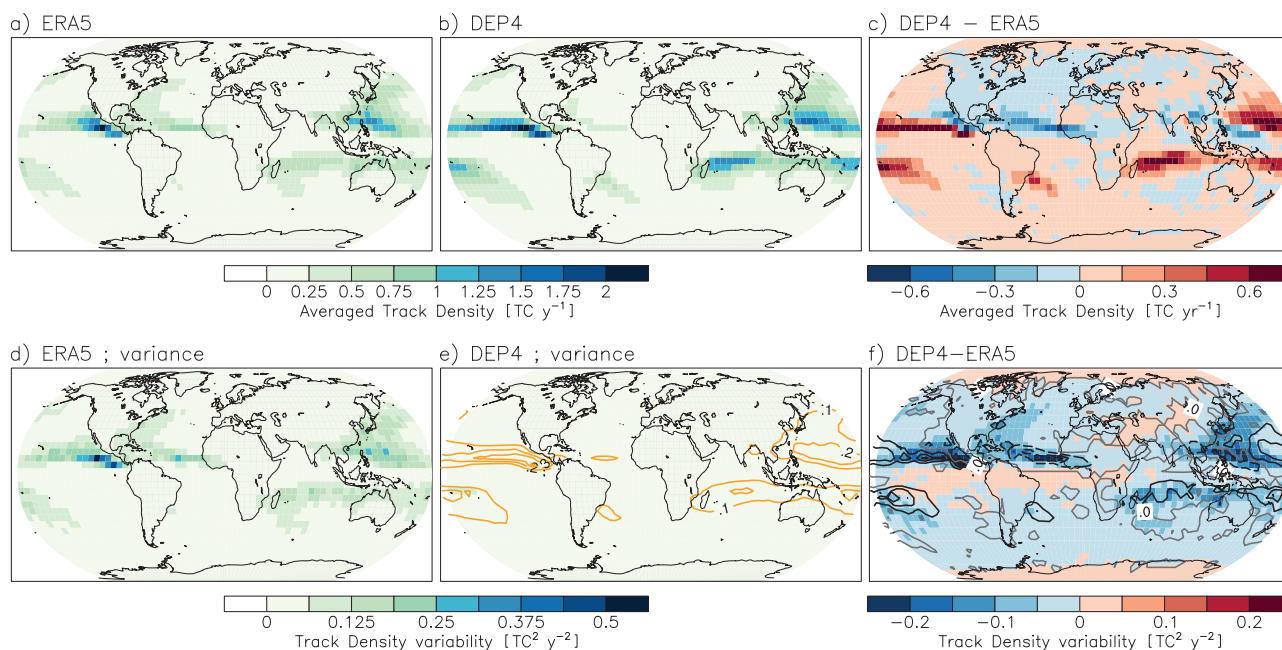 a) ERA5
b) DEP4
c) DEP4 – ERA5
0 0.25 0.5 0.75 1 1.25 1.5 1.75 2
Averaged Track Density [TC y⁻¹]
−0.6 −0.3 0 0.3 0.6
Averaged Track Density [TC yr⁻¹]
d) ERA5 ; variance
e) DEP4 ; variance
f) DEP4–ERA5
.1
.2
.2
.1
.1
.0
.0
.0
.0
0 0.125 0.25 0.375 0.5
Track Density variability [TC² y⁻²]
−0.2 −0.1 0 0.1 0.2
Track Density variability [TC² y⁻²]